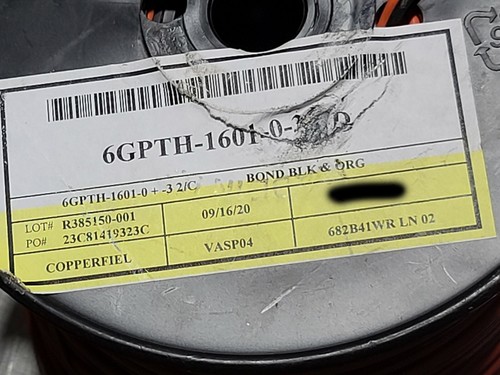 6GPTH-1601-0-
6GPTH-1601-0 + -3 2/C BOND BLK & ORG
LOT# R385150-001 09/16/20
PO# 23C81419323C
COPPERFIEL VASP04 682B41WR LN 02